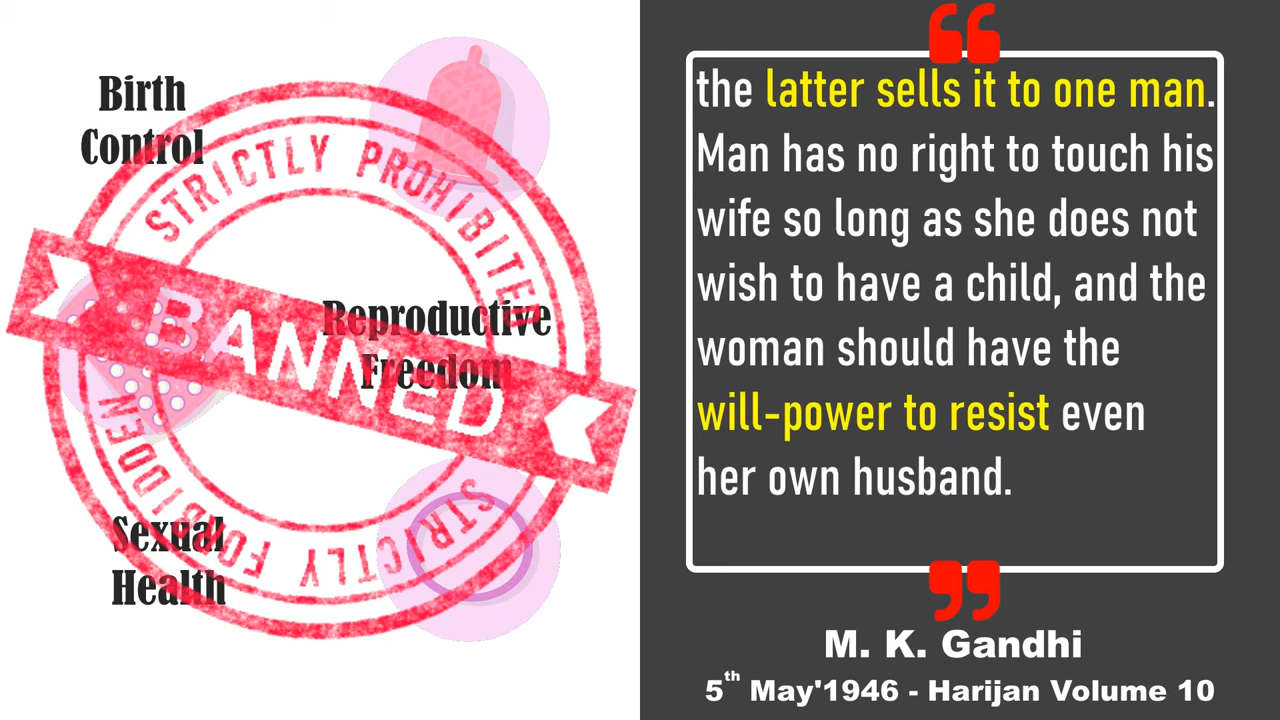 Birth
Control
STRICTLY PROHIBITED
BANNED
Reproductive
Freedom
STRICTLY FORBIDDEN
Sexual
Health
“
the latter sells it to one man.
Man has no right to touch his
wife so long as she does not
wish to have a child, and the
woman should have the
will-power to resist even
her own husband.
”
M. K. Gandhi
5th May'1946 - Harijan Volume 10